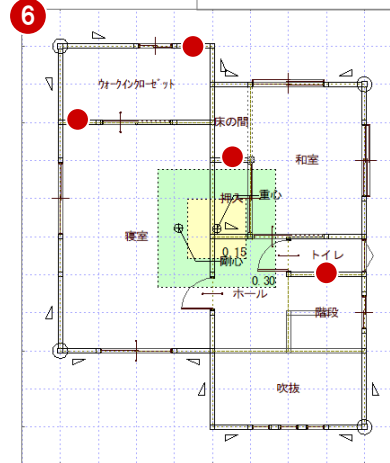 6
ウォークインクローゼット
床の間
和室
押入
重心
寝室
0.15
剛心
トイレ
0.30
ホール
階段
吹抜